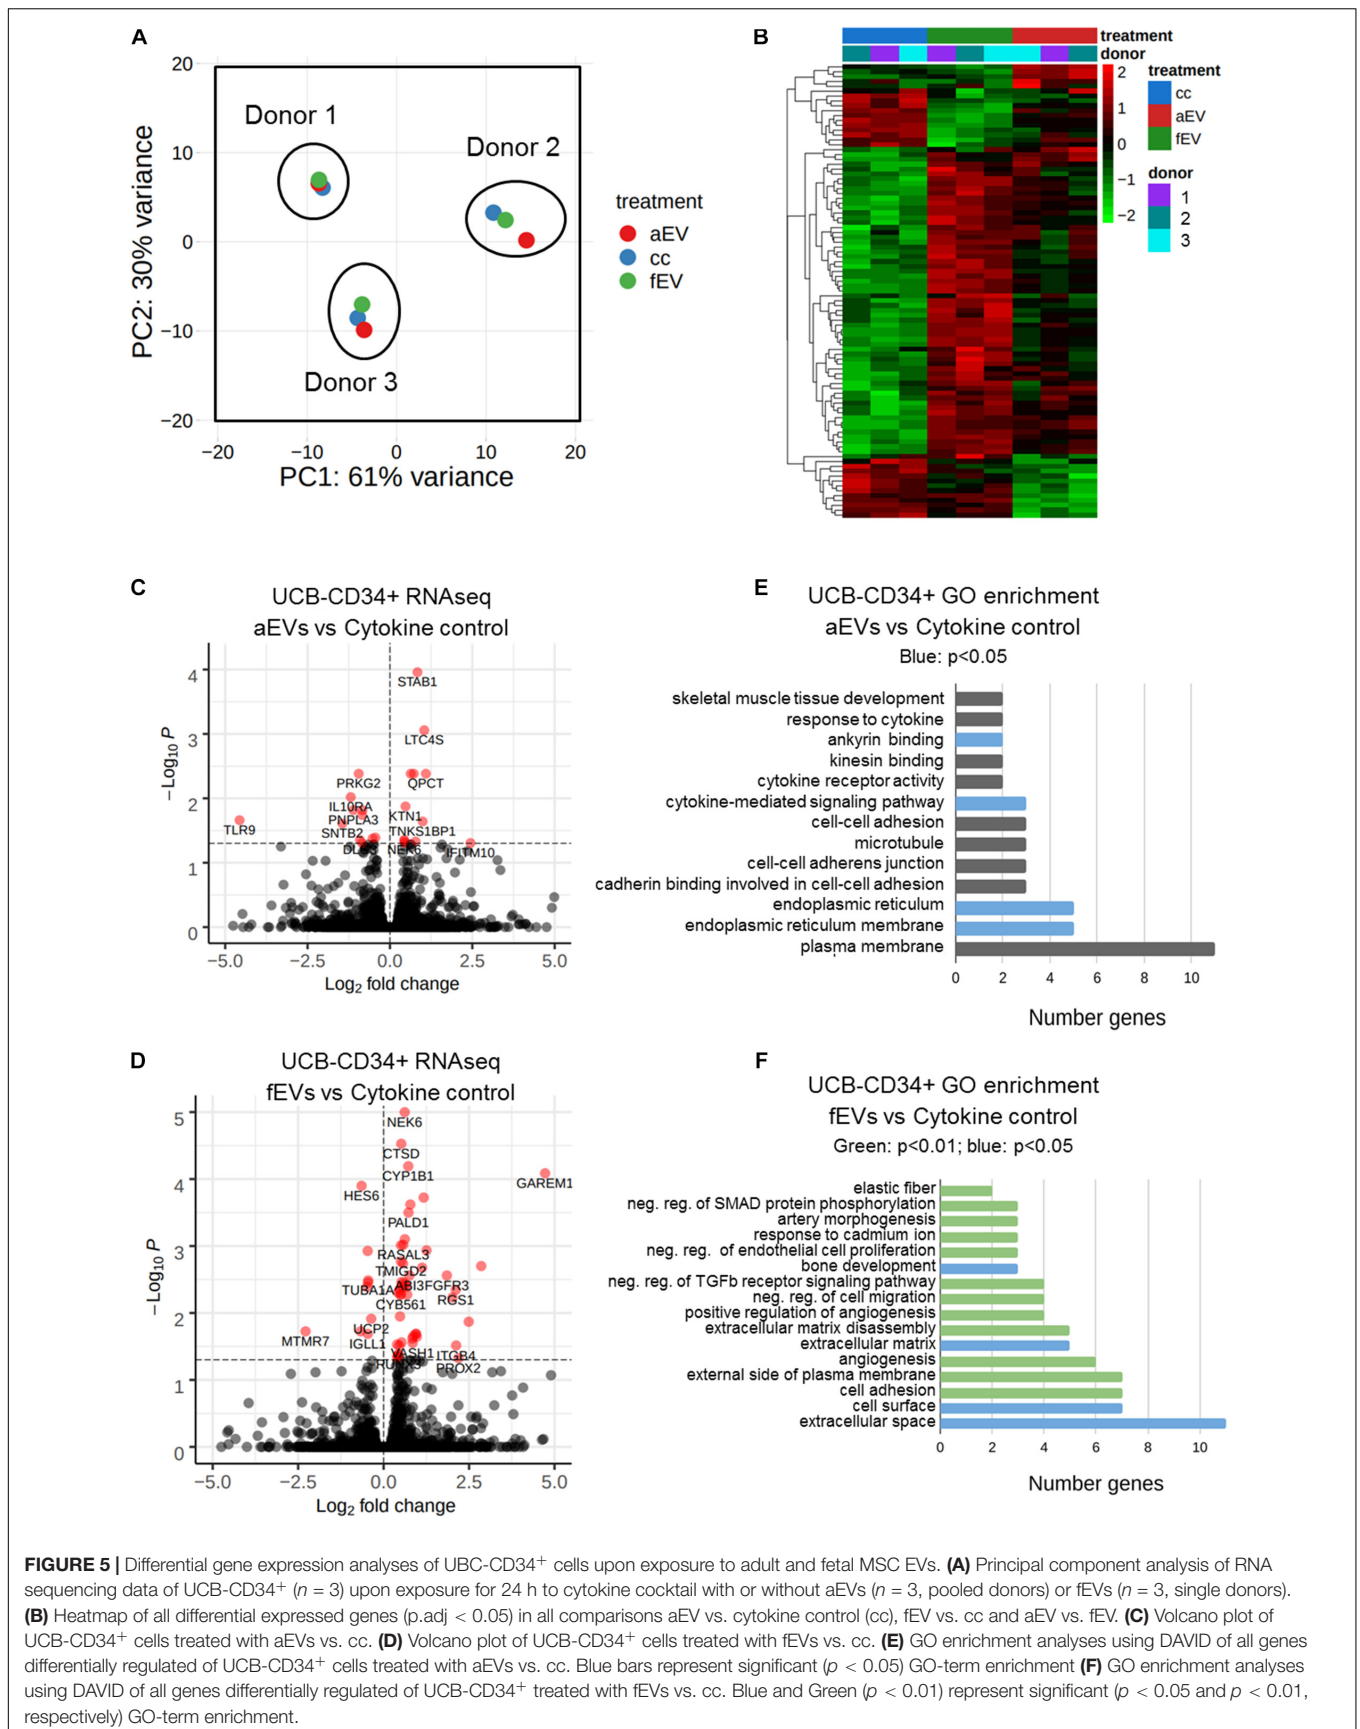 A
20
10
0
−10
−20
−20
−10
0
10
20
PC2: 30% variance
PC1: 61% variance
Donor 1
Donor 2
Donor 3
treatment
aEV
cc
fEV
B
treatment
donor
2
1
0
−1
−2
treatment
cc
aEV
fEV
donor
1
2
3
C
UCB-CD34+ RNAseq
aEVs vs Cytokine control
4
3
2
1
0
−Log10 P
STAB1
LTC4S
PRKG2
QPCT
IL10RA
KTN1
PNPLA3
TLR9
SNTB2
TNKS1BP1
NEK6
IFITM10
−5.0
−2.5
0.0
2.5
5.0
Log2 fold change
E
UCB-CD34+ GO enrichment
aEVs vs Cytokine control
Blue: p<0.05
skeletal muscle tissue development
response to cytokine
ankyrin binding
kinesin binding
cytokine receptor activity
cytokine-mediated signaling pathway
cell-cell adhesion
microtubule
cell-cell adherens junction
cadherin binding involved in cell-cell adhesion
endoplasmic reticulum
endoplasmic reticulum membrane
plasma membrane
0
2
4
6
8
10
Number genes
D
UCB-CD34+ RNAseq
fEVs vs Cytokine control
5
4
3
2
1
0
−Log10 P
NEK6
CTSD
CYP1B1
GAREM1
HES6
PALD1
RASAL3
TMIGD2
TUBA1A
ABI3
FGFR3
RGS1
CYB561
UCP2
MTMR7
IGLL1
VASH1
ITGB4
RUNX3
PROX2
−5.0
−2.5
0.0
2.5
5.0
Log2 fold change
F
UCB-CD34+ GO enrichment
fEVs vs Cytokine control
Green: p<0.01; blue: p<0.05
elastic fiber
neg. reg. of SMAD protein phosphorylation
artery morphogenesis
response to cadmium ion
neg. reg. of endothelial cell proliferation
bone development
neg. reg. of TGFb receptor signaling pathway
neg. reg. of cell migration
positive regulation of angiogenesis
extracellular matrix disassembly
extracellular matrix
angiogenesis
external side of plasma membrane
cell adhesion
cell surface
extracellular space
0
2
4
6
8
10
Number genes
FIGURE 5 | Differential gene expression analyses of UBC-CD34+ cells upon exposure to adult and fetal MSC EVs. (A) Principal component analysis of RNA
sequencing data of UCB-CD34+ (n = 3) upon exposure for 24 h to cytokine cocktail with or without aEVs (n = 3, pooled donors) or fEVs (n = 3, single donors).
(B) Heatmap of all differential expressed genes (p.adj < 0.05) in all comparisons aEV vs. cytokine control (cc), fEV vs. cc and aEV vs. fEV. (C) Volcano plot of
UCB-CD34+ cells treated with aEVs vs. cc. (D) Volcano plot of UCB-CD34+ cells treated with fEVs vs. cc. (E) GO enrichment analyses using DAVID of all genes
differentially regulated of UCB-CD34+ cells treated with aEVs vs. cc. Blue bars represent significant (p < 0.05) GO-term enrichment (F) GO enrichment analyses
using DAVID of all genes differentially regulated of UCB-CD34+ treated with fEVs vs. cc. Blue and Green (p < 0.01) represent significant (p < 0.05 and p < 0.01,
respectively) GO-term enrichment.